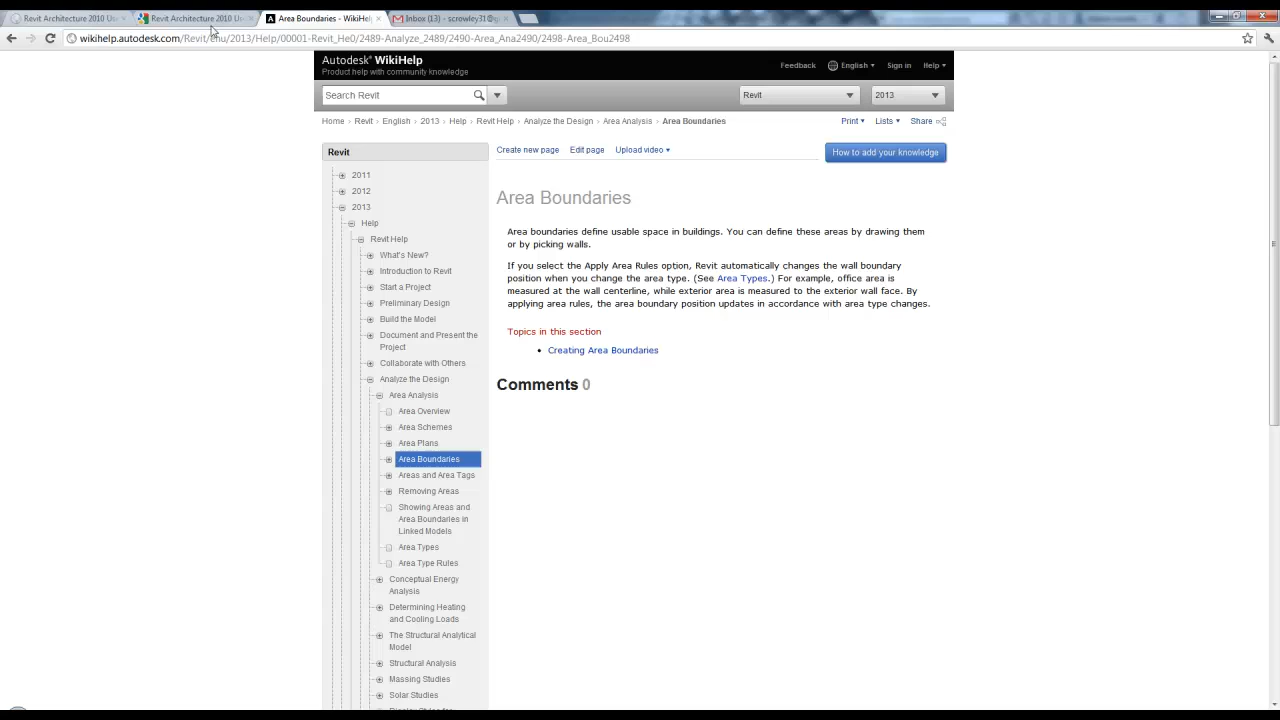 Revit Architecture 2010 Us
Revit Architecture 2010 Us
Area Boundaries - WikiHel
Inbox (13) - scrowley31@g
wikihelp.autodesk.com/Revit/enu/2013/Help/00001-Revit_He0/2489-Analyze_2489/2490-Area_Ana2490/2498-Area_Bou2498
Autodesk® WikiHelp
Product help with community knowledge
Feedback
English
Sign in
Help
Search Revit
Revit
2013
Home › Revit › English › 2013 › Help › Revit Help › Analyze the Design › Area Analysis › Area Boundaries
Print
Lists
Share
Revit
2011
2012
2013
Help
Revit Help
What's New?
Introduction to Revit
Start a Project
Preliminary Design
Build the Model
Document and Present the
Project
Collaborate with Others
Analyze the Design
Area Analysis
Area Overview
Area Schemes
Area Plans
Area Boundaries
Areas and Area Tags
Removing Areas
Showing Areas and
Area Boundaries in
Linked Models
Area Types
Area Type Rules
Conceptual Energy
Analysis
Determining Heating
and Cooling Loads
The Structural Analytical
Model
Structural Analysis
Massing Studies
Solar Studies
Create new page
Edit page
Upload video
How to add your knowledge
Area Boundaries
Area boundaries define usable space in buildings. You can define these areas by drawing them
or by picking walls.
If you select the Apply Area Rules option, Revit automatically changes the wall boundary
position when you change the area type. (See Area Types.) For example, office area is
measured at the wall centerline, while exterior area is measured to the exterior wall face. By
applying area rules, the area boundary position updates in accordance with area type changes.
Topics in this section
• Creating Area Boundaries
Comments 0